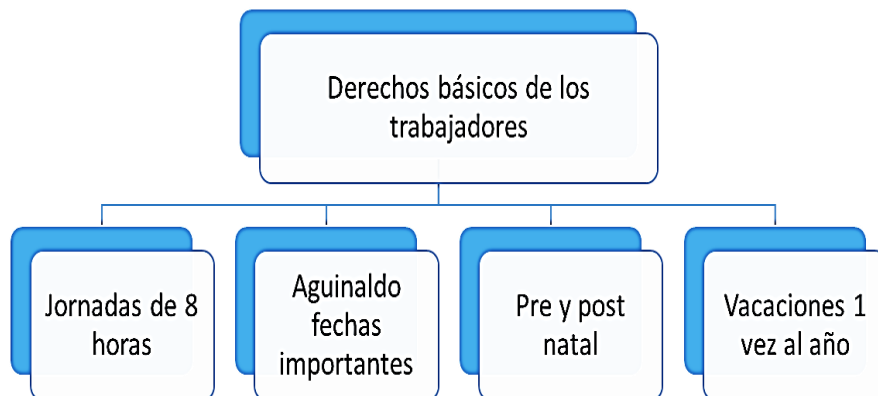 Derechos básicos de los
trabajadores
Jornadas de 8
horas
Aguinaldo
fechas
importantes
Pre y post
natal
Vacaciones 1
vez al año